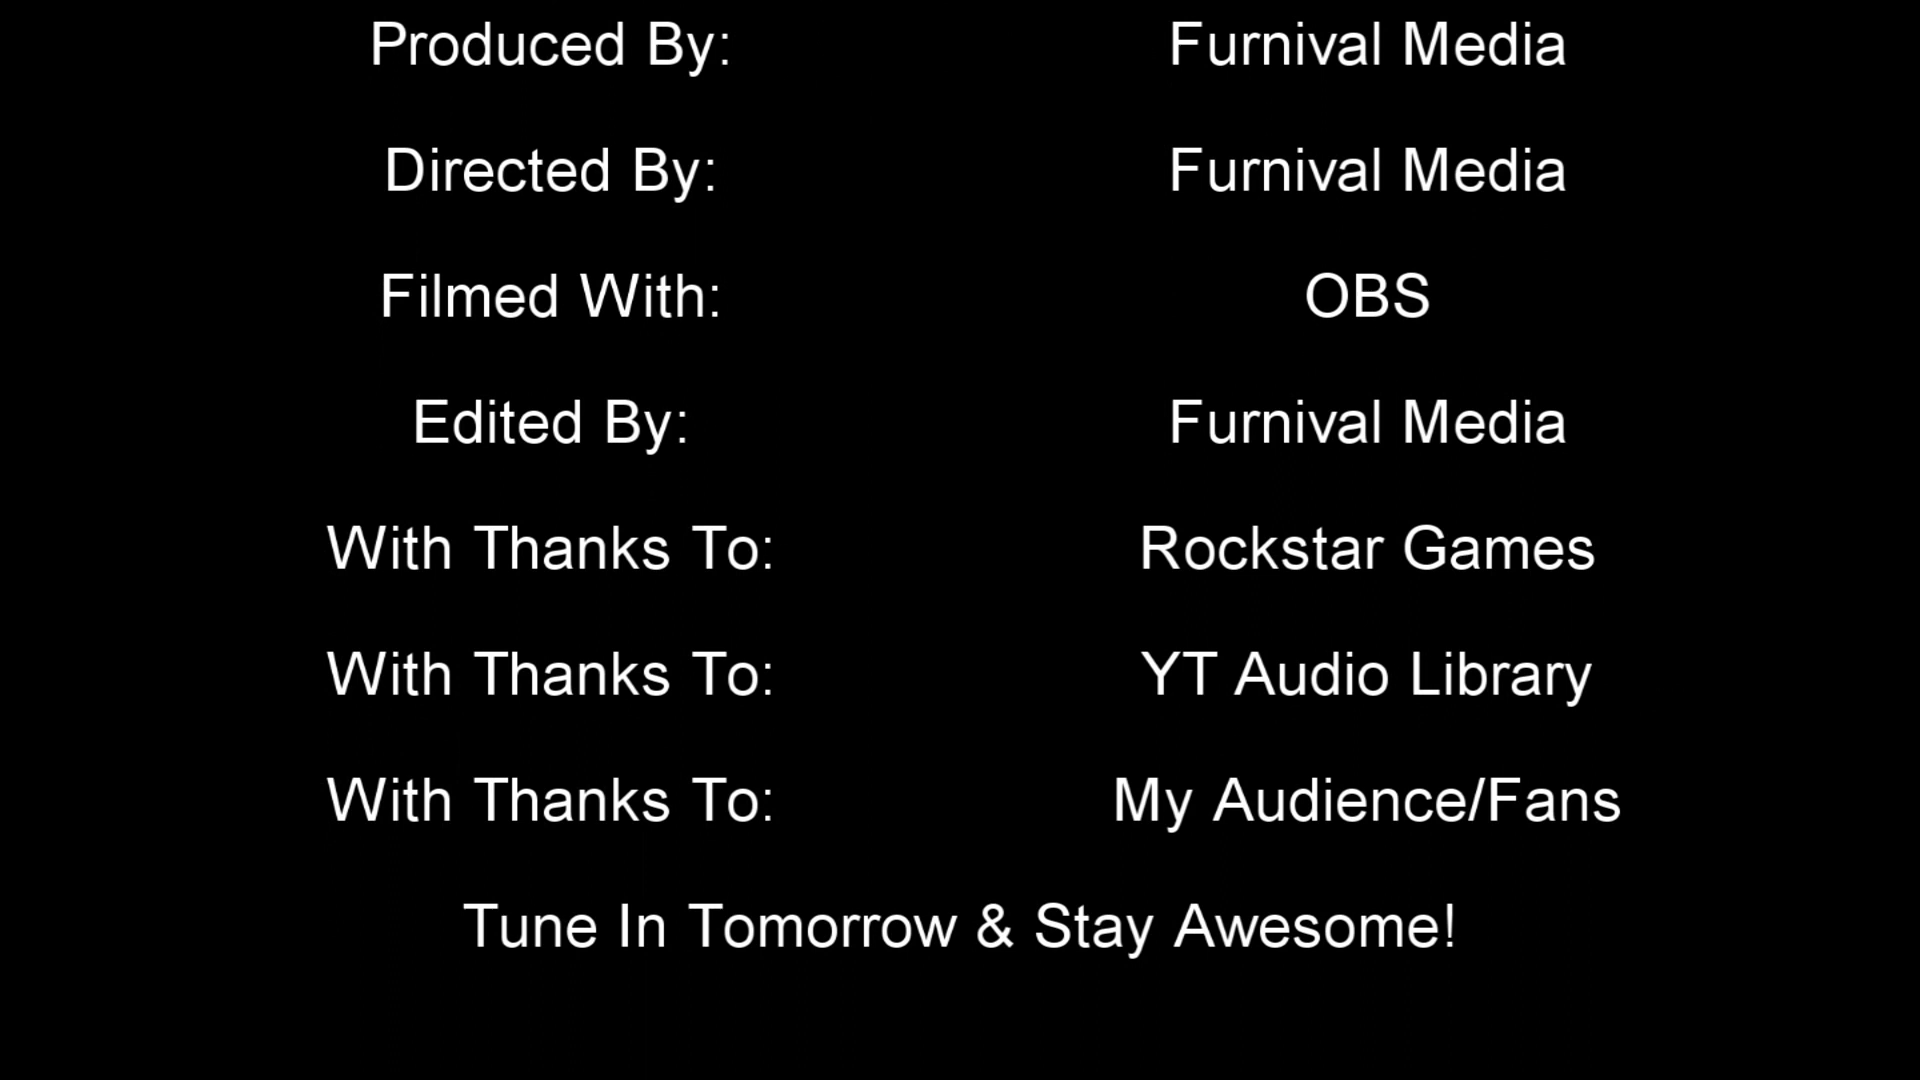 Produced By: Furnival Media
Directed By: Furnival Media
Filmed With: OBS
Edited By: Furnival Media
With Thanks To: Rockstar Games
With Thanks To: YT Audio Library
With Thanks To: My Audience/Fans
Tune In Tomorrow & Stay Awesome!